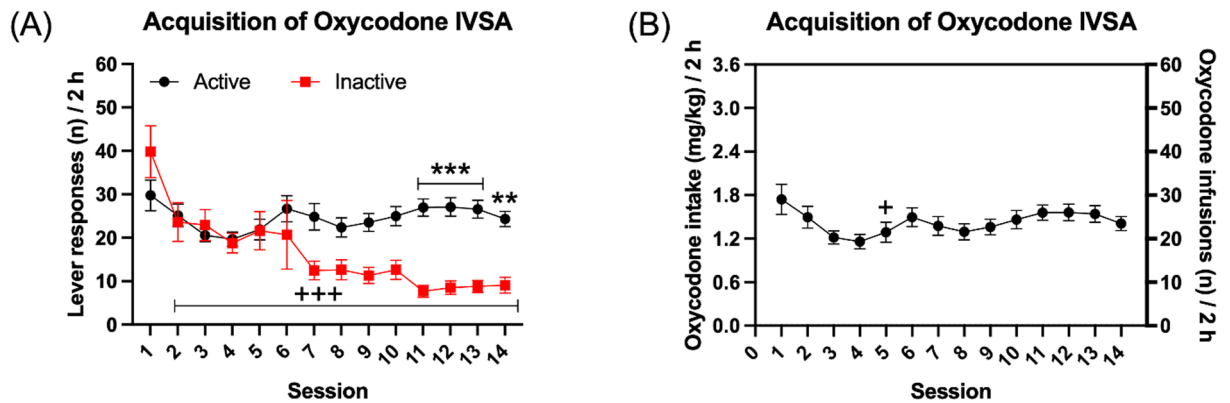 (A)
Acquisition of Oxycodone IVSA
Lever responses (n) / 2 h
60
50
40
30
20
10
0
Active
Inactive
***
**
+++
1 2 3 4 5 6 7 8 9 10 11 12 13 14
Session
(B)
Acquisition of Oxycodone IVSA
Oxycodone intake (mg/kg) / 2 h
3.6
3.0
2.4
1.8
1.2
0.6
0.0
+
0 1 2 3 4 5 6 7 8 9 10 11 12 13 14
Session
60
50
40
30
20
10
0
Oxycodone infusions (n) / 2 h